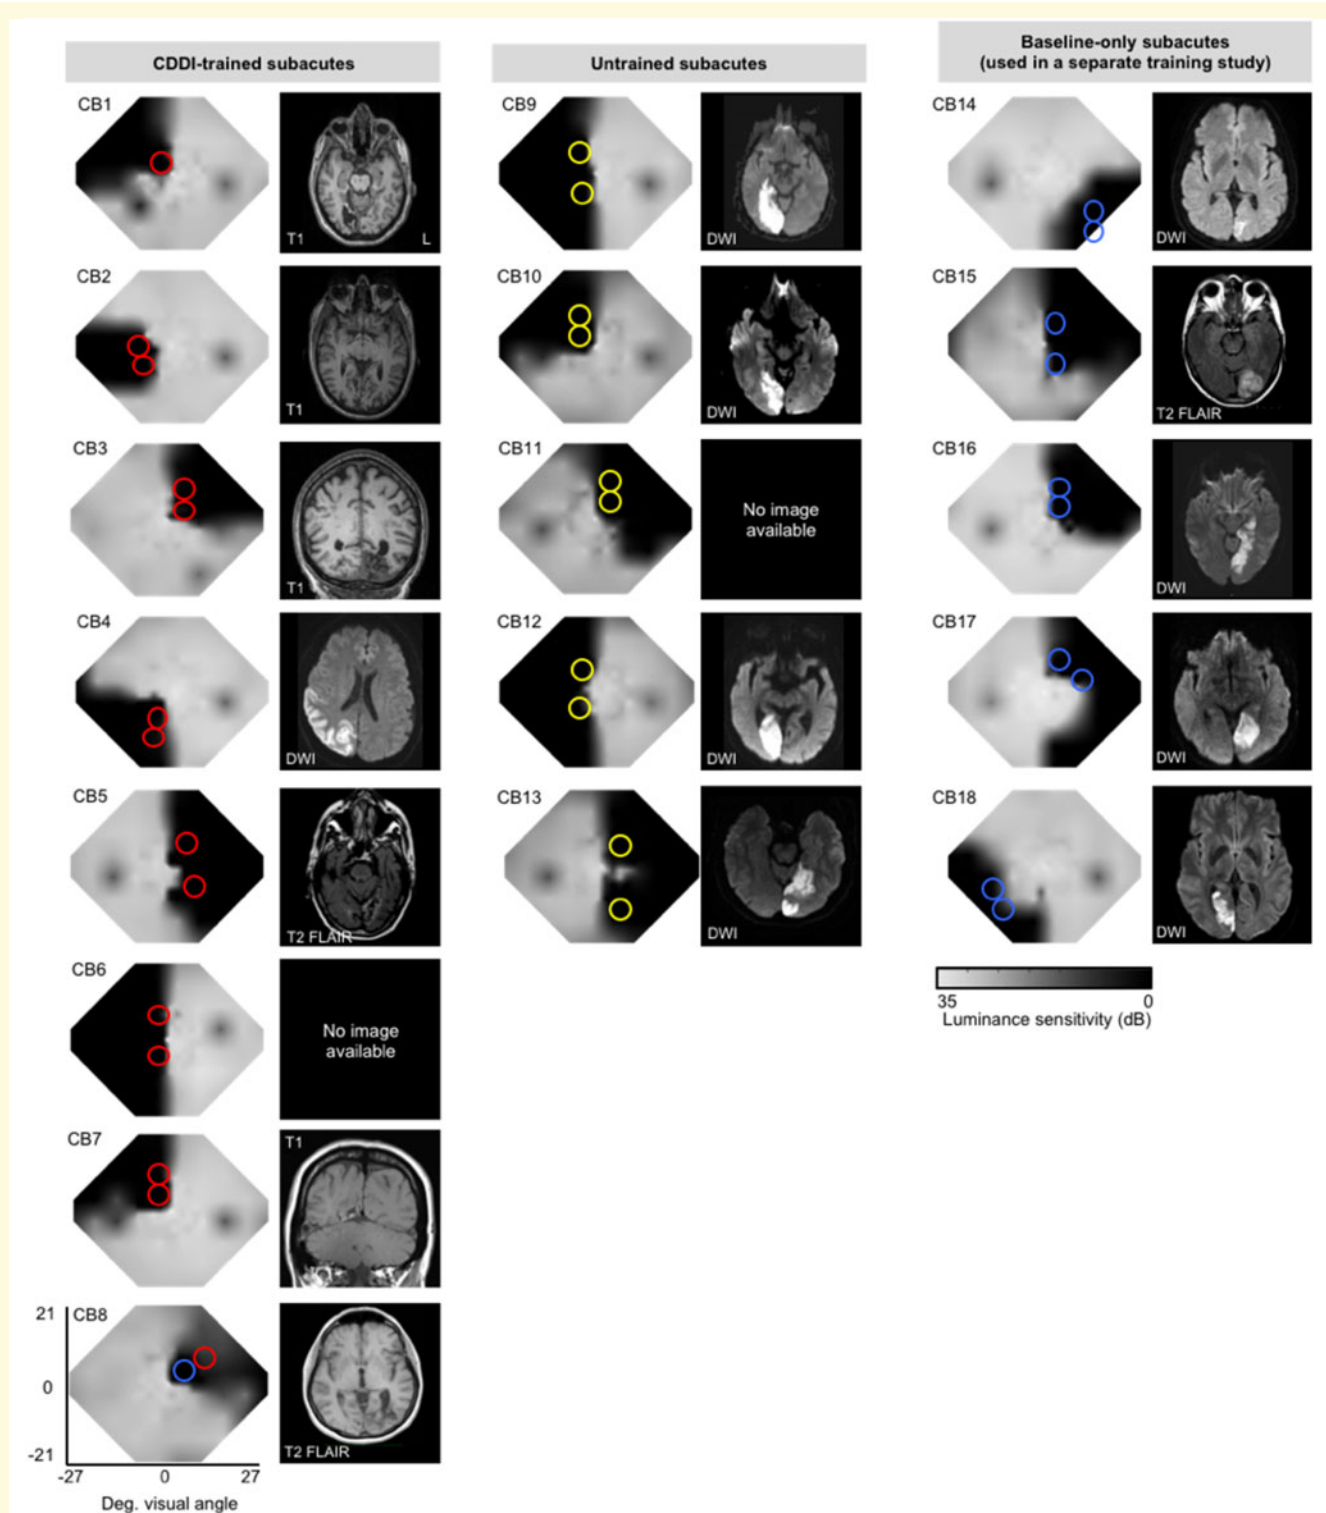 CDDI-trained subacutes
CB1
T1
L
CB2
T1
CB3
T1
CB4
DWI
CB5
T2 FLAIR
CB6
No image
available
CB7
T1
21
CB8
0
T2 FLAIR
-21
-27
0
27
Deg. visual angle
Untrained subacutes
CB9
DWI
CB10
DWI
CB11
No image
available
CB12
DWI
CB13
DWI
Baseline-only subacutes
(used in a separate training study)
CB14
DWI
CB15
T2 FLAIR
CB16
DWI
CB17
DWI
CB18
DWI
35
0
Luminance sensitivity (dB)